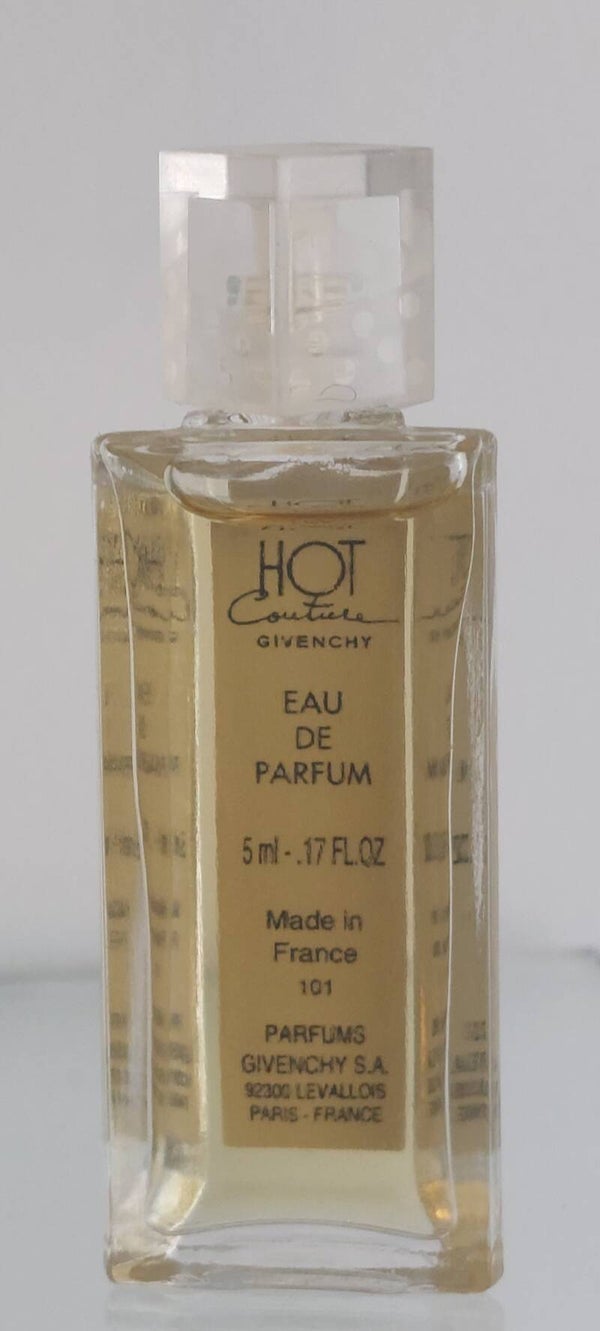 HOT
Couture
GIVENCHY
EAU
DE
PARFUM
5 ml - .17 FL.OZ
Made in
France
101
PARFUMS
GIVENCHY S.A.
92300 LEVALLOIS
PARIS - FRANCE